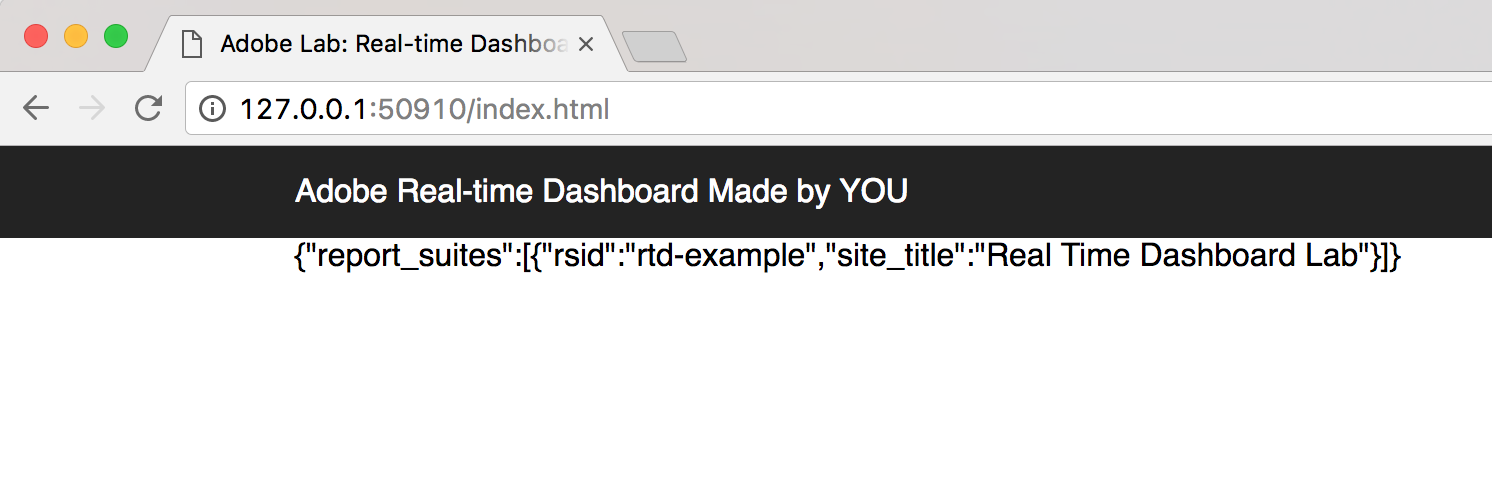 Adobe Lab: Real-time Dashboa
127.0.0.1:50910/index.html
Adobe Real-time Dashboard Made by YOU
{"report_suites":[{"rsid":"rtd-example","site_title":"Real Time Dashboard Lab"}]}